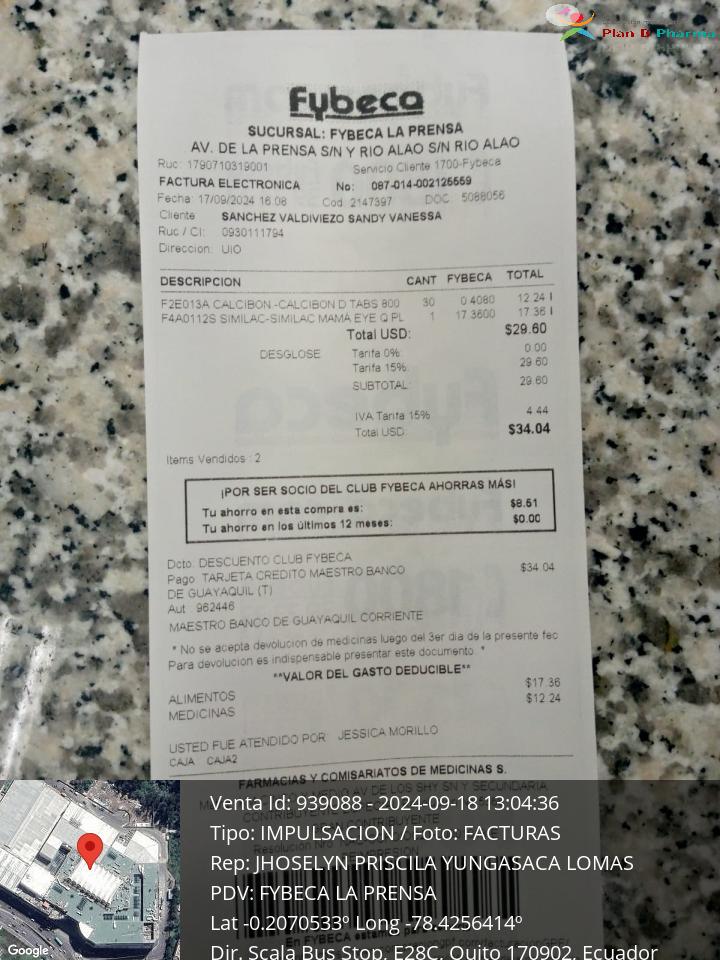 Plan B Pharma
Fybeca
SUCURSAL: FYBECA LA PRENSA
AV. DE LA PRENSA S/N Y RIO ALAO S/N RIO ALAO
Ruc: 1790710319001 Servicio Cliente 1700-Fybeca
FACTURA ELECTRONICA No: 087-014-002125559
Fecha: 17/09/2024 16:08 Cod: 2147397 DOC: 5088056
Cliente SANCHEZ VALDIVIEZO SANDY VANESSA
Ruc / CI: 0930111794
Direccion: UIO
DESCRIPCION CANT FYBECA TOTAL
F2E013A CALCIBON -CALCIBON D TABS 800 30 0.4080 12.24 I
F4A0112S SIMILAC-SIMILAC MAMA EYE Q PL 1 17.3600 17.36 I
Total USD: $29.60
DESGLOSE Tarifa 0%: 0.00
Tarifa 15%: 29.60
SUBTOTAL: 29.60
IVA Tarifa 15% 4.44
Total USD: $34.04
Items Vendidos : 2
¡POR SER SOCIO DEL CLUB FYBECA AHORRAS MÁS!
Tu ahorro en esta compra es: $8.51
Tu ahorro en los últimos 12 meses: $0.00
Dcto: DESCUENTO CLUB FYBECA
Pago TARJETA CREDITO MAESTRO BANCO $34.04
DE GUAYAQUIL (T)
Aut : 962446
MAESTRO BANCO DE GUAYAQUIL CORRIENTE
* No se acepta devolucion de medicinas luego del 3er dia de la presente fec
Para devolucion es indispensable presentar este documento. *
**VALOR DEL GASTO DEDUCIBLE**
ALIMENTOS $17.36
MEDICINAS $12.24
USTED FUE ATENDIDO POR: JESSICA MORILLO
CAJA CAJA2
FARMACIAS Y COMISARIATOS DE MEDICINAS S.
Venta Id: 939088 - 2024-09-18 13:04:36
Tipo: IMPULSACION / Foto: FACTURAS
Rep: JHOSELYN PRISCILA YUNGASACA LOMAS
PDV: FYBECA LA PRENSA
Lat -0.2070533º Long -78.4256414º
Dir. Scala Bus Stop, E28C, Quito 170902, Ecuador
Google